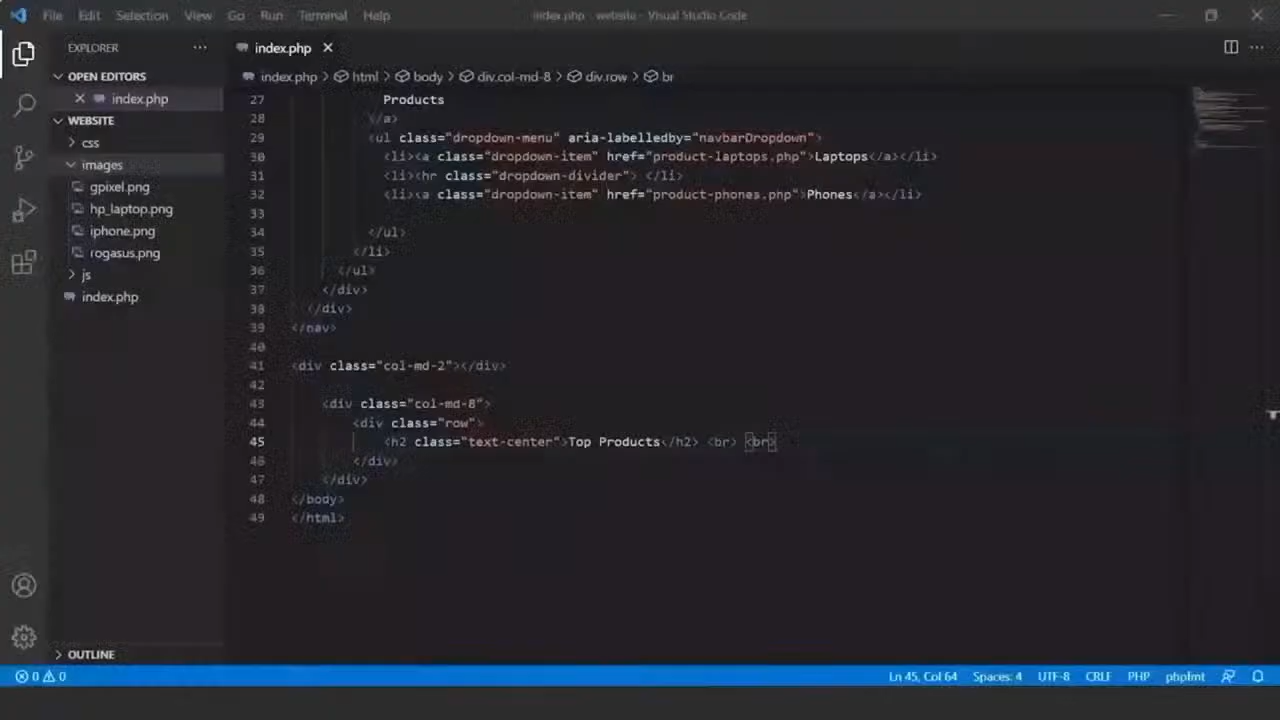 File Edit Selection View Go Run Terminal Help index.php - website - Visual Studio Code
EXPLORER
OPEN EDITORS
index.php
WEBSITE
css
images
gpixel.png
hp_laptop.png
iphone.png
rogasus.png
js
index.php
OUTLINE
index.php
index.php > html > body > div.col-md-8 > div.row > br
27 Products
28 </a>
29 <ul class="dropdown-menu" aria-labelledby="navbarDropdown">
30 <li><a class="dropdown-item" href="product-laptops.php">Laptops</a></li>
31 <li><hr class="dropdown-divider"> </li>
32 <li><a class="dropdown-item" href="product-phones.php">Phones</a></li>
33
34 </ul>
35 </li>
36 </ul>
37 </div>
38 </div>
39 </nav>
40
41 <div class="col-md-2"></div>
42
43 <div class="col-md-8">
44 <div class="row">
45 <h2 class="text-center">Top Products</h2> <br> <br>
46 </div>
47 </div>
48 </body>
49 </html>
0 0 Ln 45, Col 64 Spaces: 4 UTF-8 CRLF PHP phpfmt